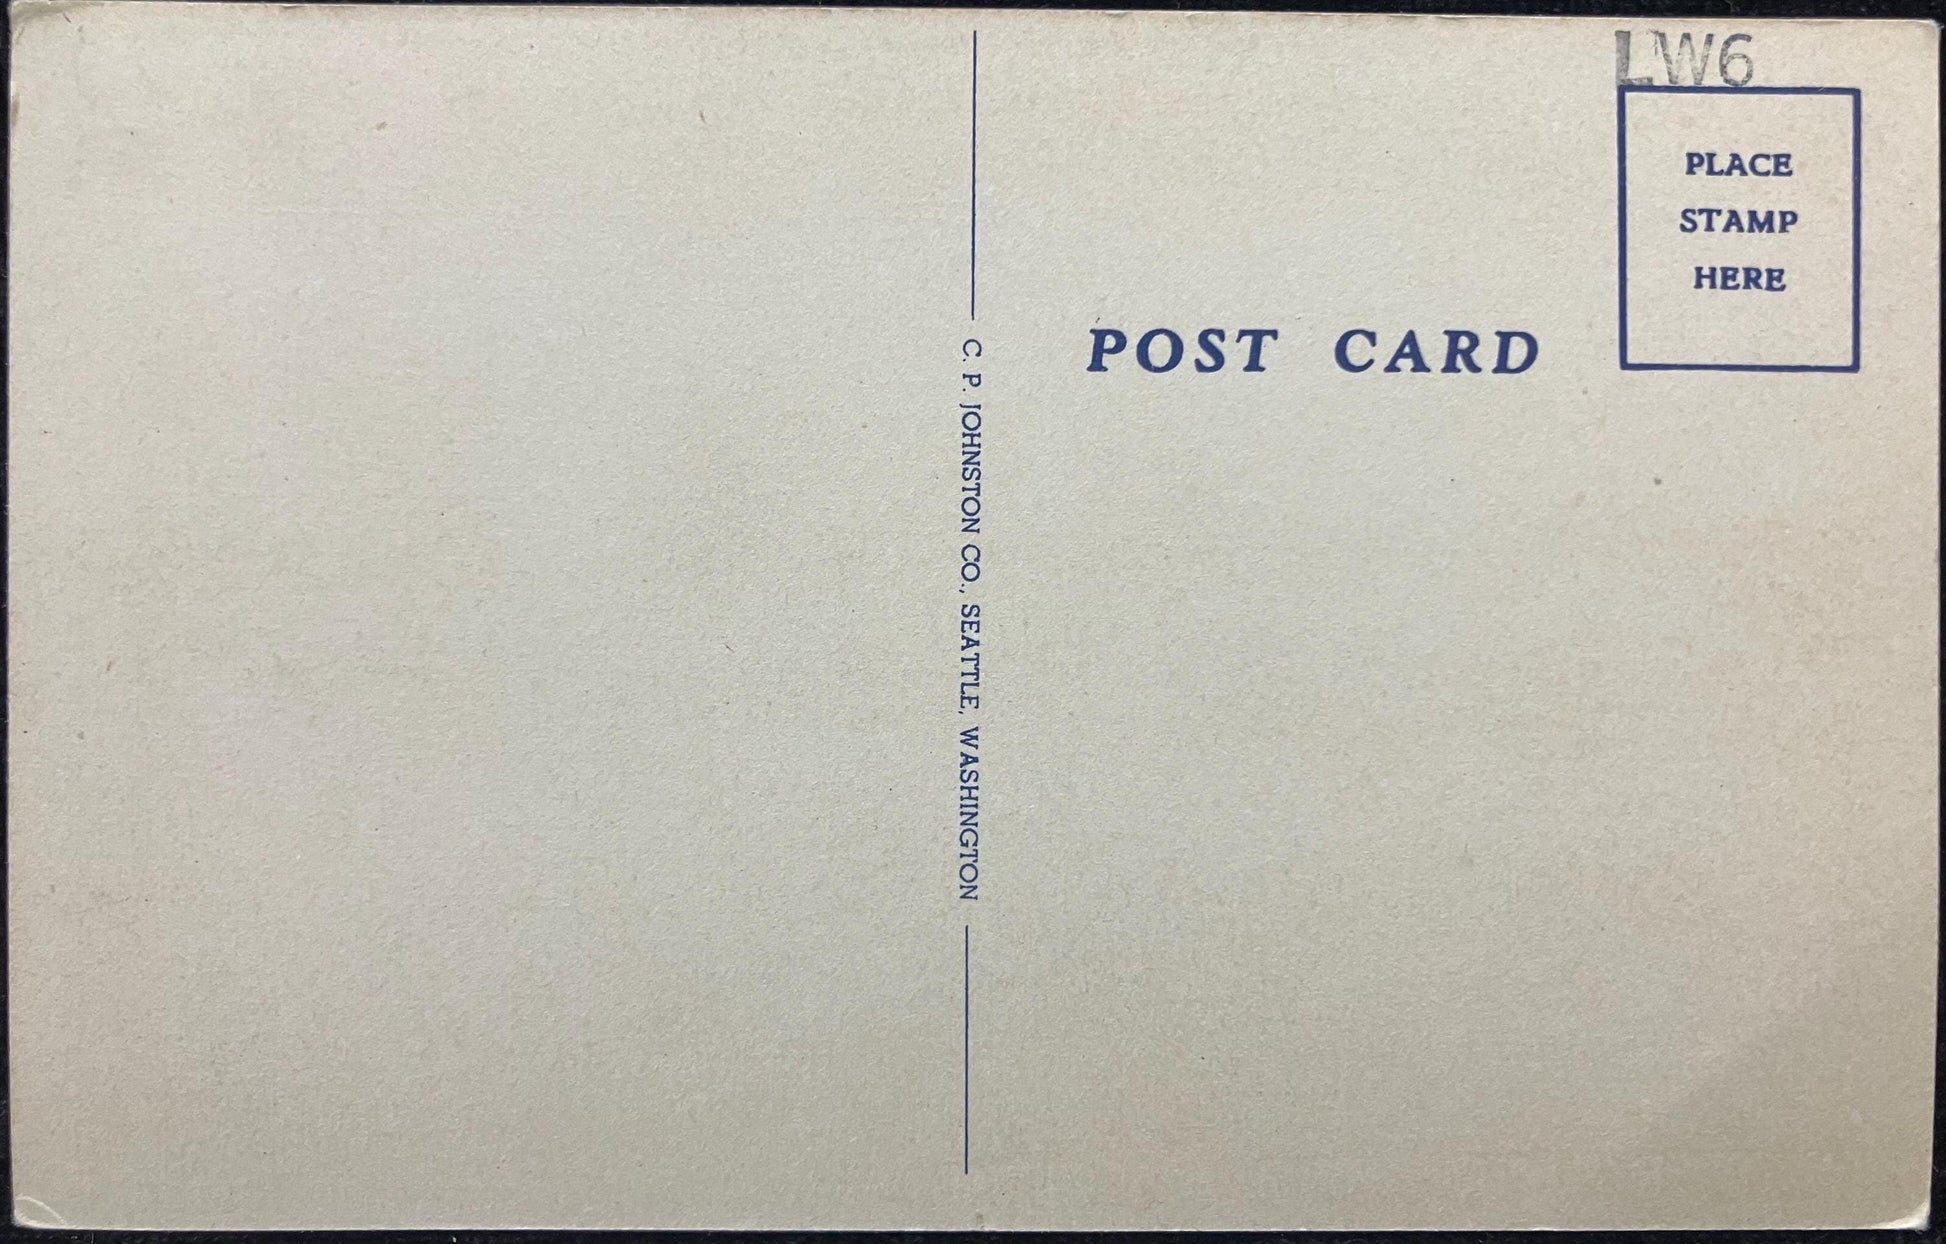 LW6
PLACE
STAMP
HERE
POST CARD
C. P. JOHNSTON CO., SEATTLE, WASHINGTON